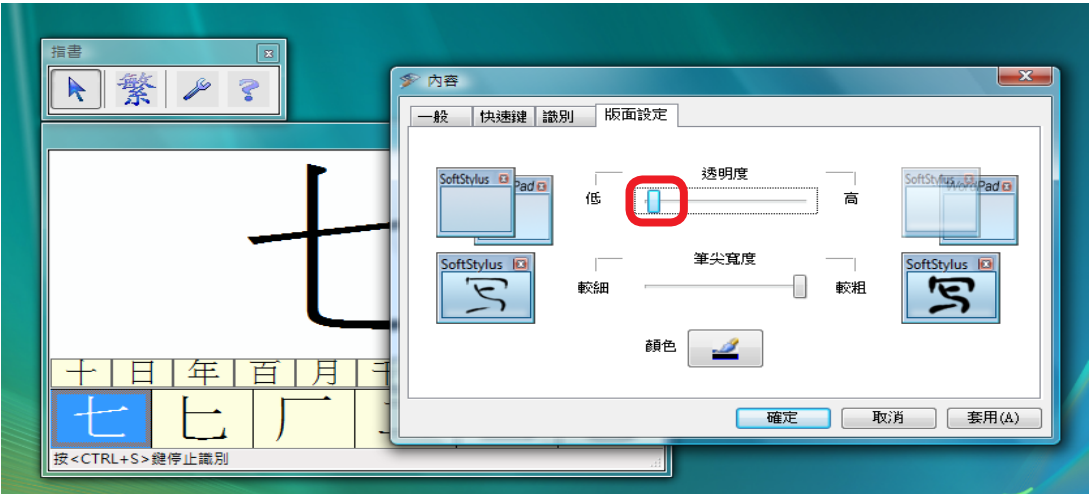 指書
繁
內容
一般 快速鍵 識別 版面設定
SoftStylus Pad
低 透明度 高
SoftStylus WordPad
SoftStylus 写
較細 筆尖寬度 較粗
SoftStylus 写
顏色
七
十 日 年 百 月
七 匕 厂
按<CTRL+S>鍵停止識別
確定 取消 套用(A)